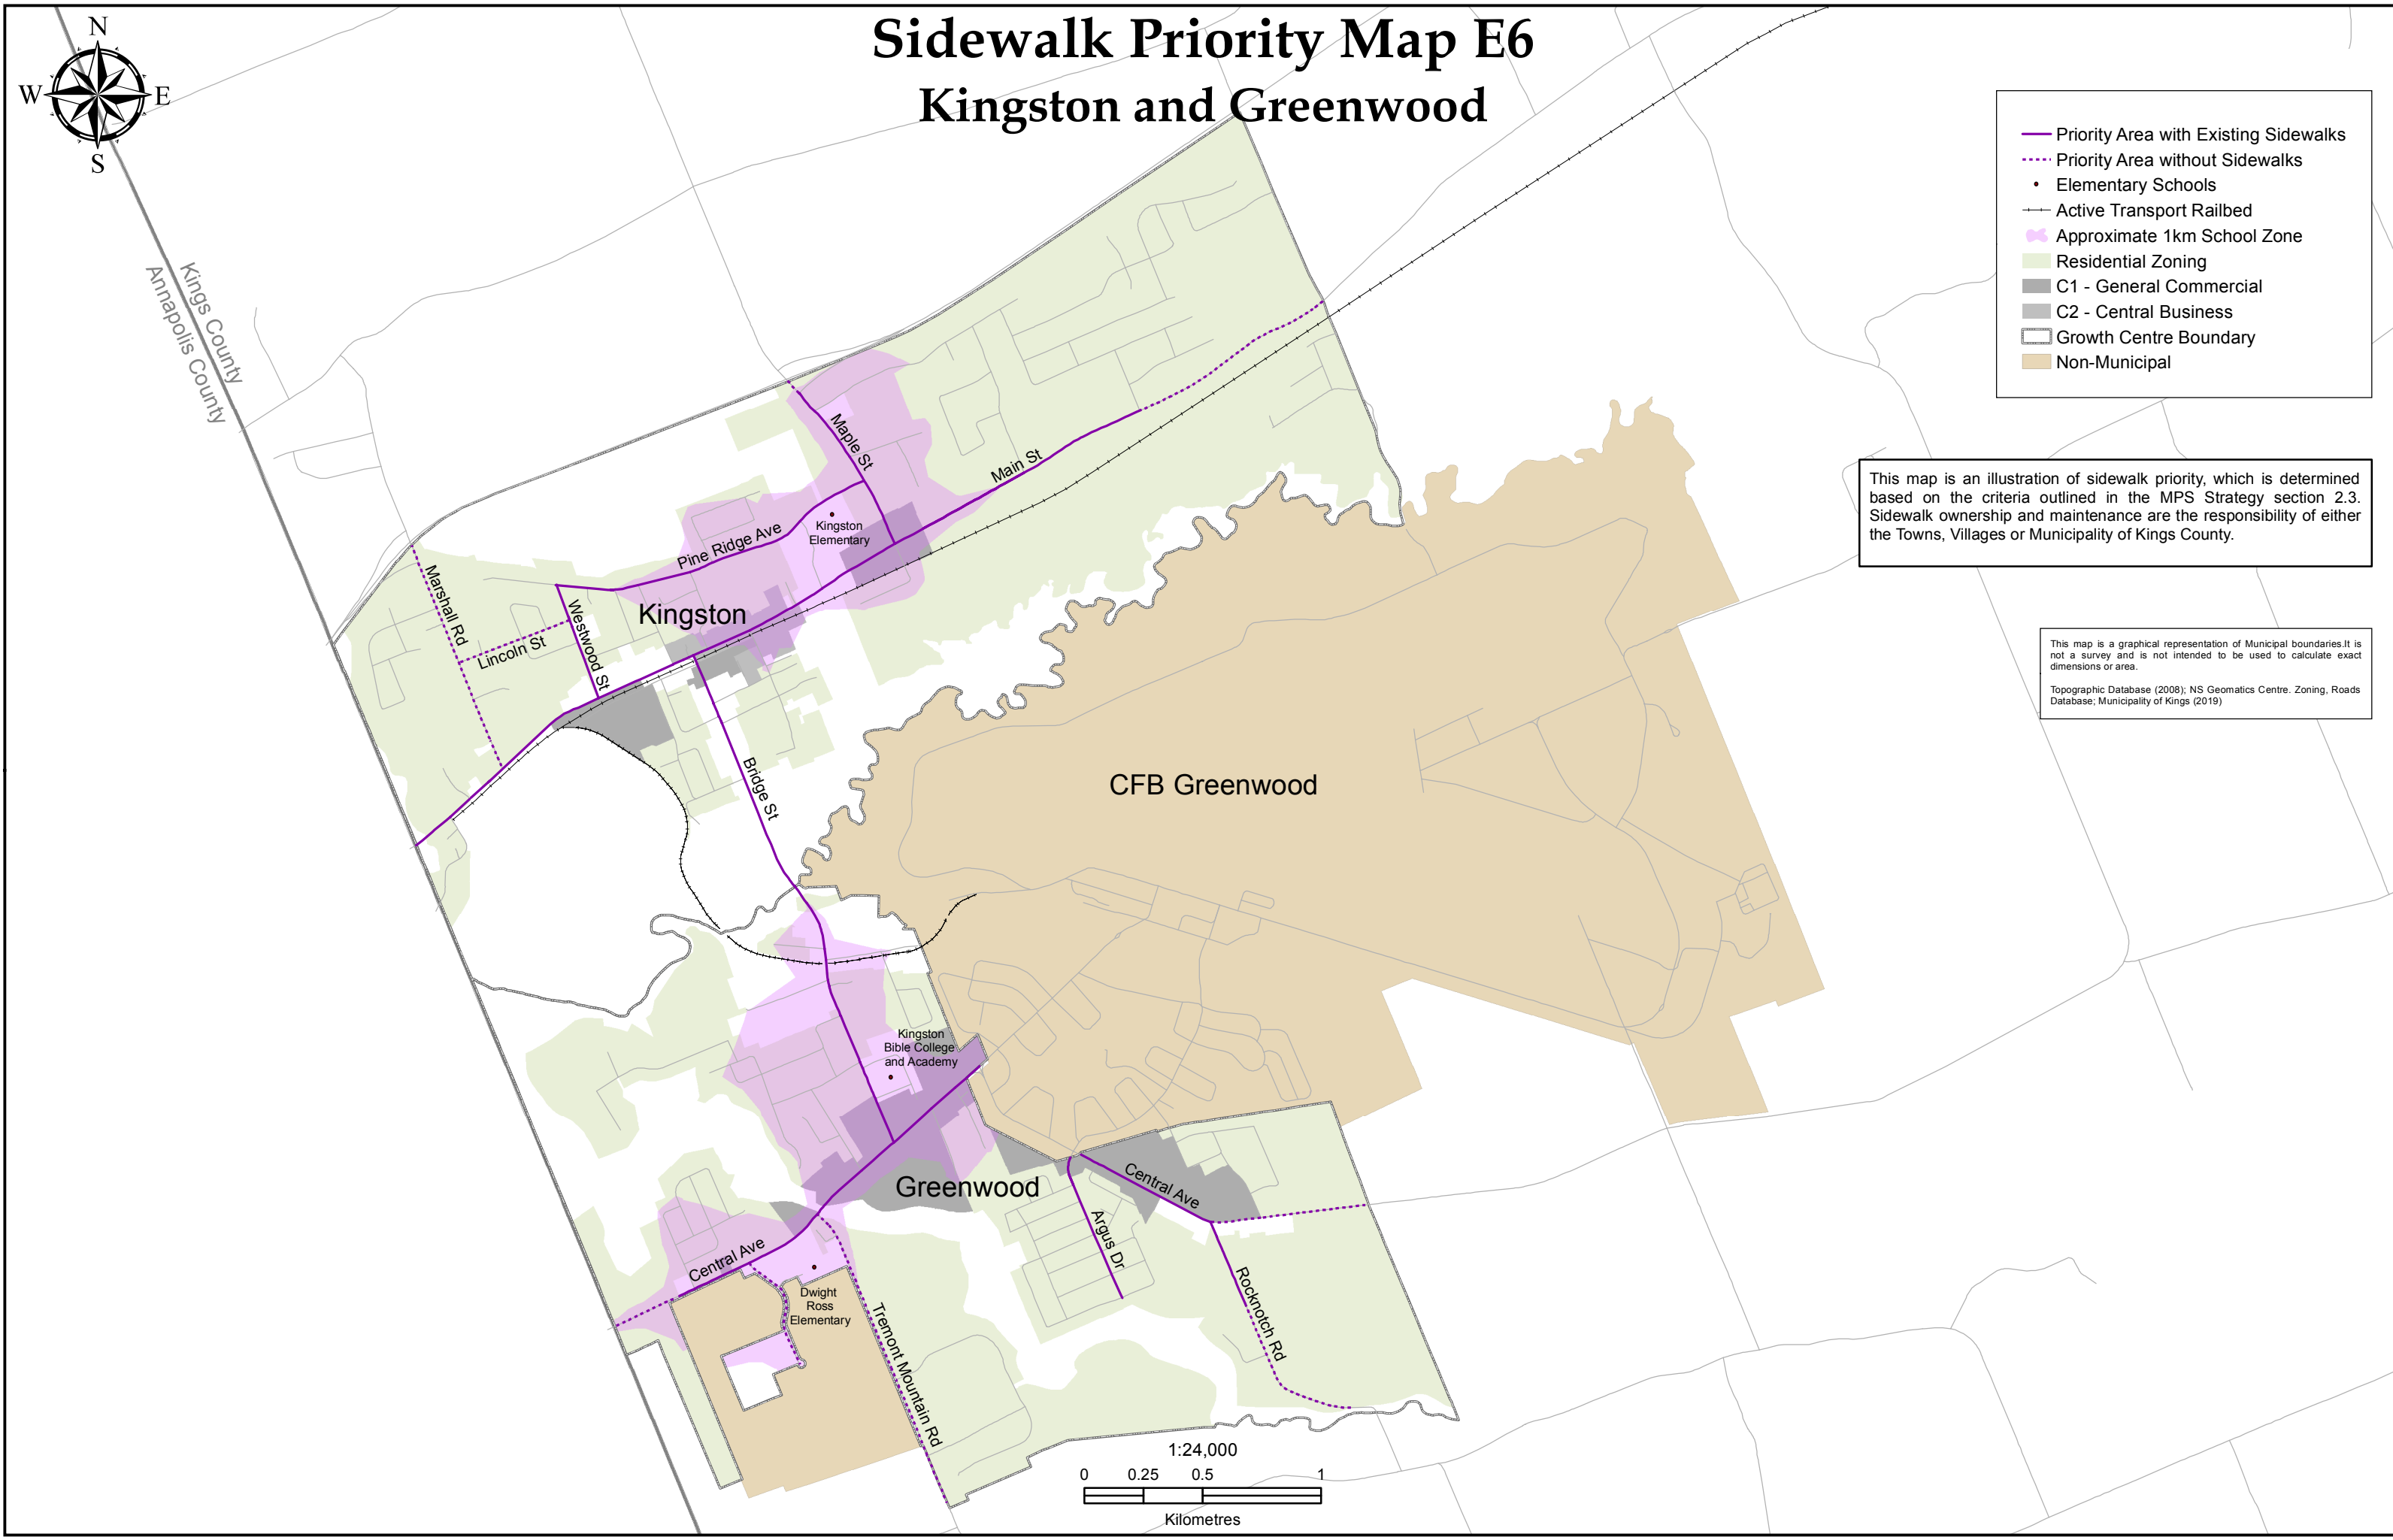 Sidewalk Priority Map E6
Kingston and Greenwood
N
W
E
S
Kings County
Annapolis County
Priority Area with Existing Sidewalks
Priority Area without Sidewalks
Elementary Schools
Active Transport Railbed
Approximate 1km School Zone
Residential Zoning
C1 - General Commercial
C2 - Central Business
Growth Centre Boundary
Non-Municipal
This map is an illustration of sidewalk priority, which is determined
based on the criteria outlined in the MPS Strategy section 2.3.
Sidewalk ownership and maintenance are the responsibility of either
the Towns, Villages or Municipality of Kings County.
This map is a graphical representation of Municipal boundaries.It is
not a survey and is not intended to be used to calculate exact
dimensions or area.
Topographic Database (2008); NS Geomatics Centre. Zoning, Roads
Database; Municipality of Kings (2019)
Maple St
Main St
Kingston
Elementary
Pine Ridge Ave
Marshall Rd
Westwood St
Kingston
Lincoln St
Bridge St
CFB Greenwood
Kingston
Bible College
and Academy
Greenwood
Central Ave
Argus Dr
Central Ave
Rocknotch Rd
Dwight
Ross
Elementary
Tremont Mountain Rd
1:24,000
0 0.25 0.5 1
Kilometres